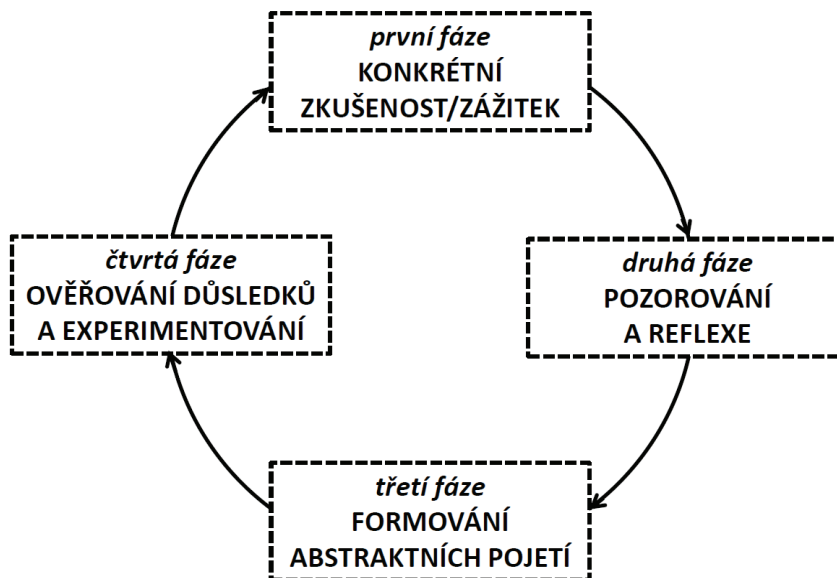 první fáze
KONKRÉTNÍ
ZKUŠENOST/ZÁŽITEK
druhá fáze
POZOROVÁNÍ
A REFLEXE
třetí fáze
FORMOVÁNÍ
ABSTRAKTNÍCH POJETÍ
čtvrtá fáze
OVĚŘOVÁNÍ DŮSLEDKŮ
A EXPERIMENTOVÁNÍ